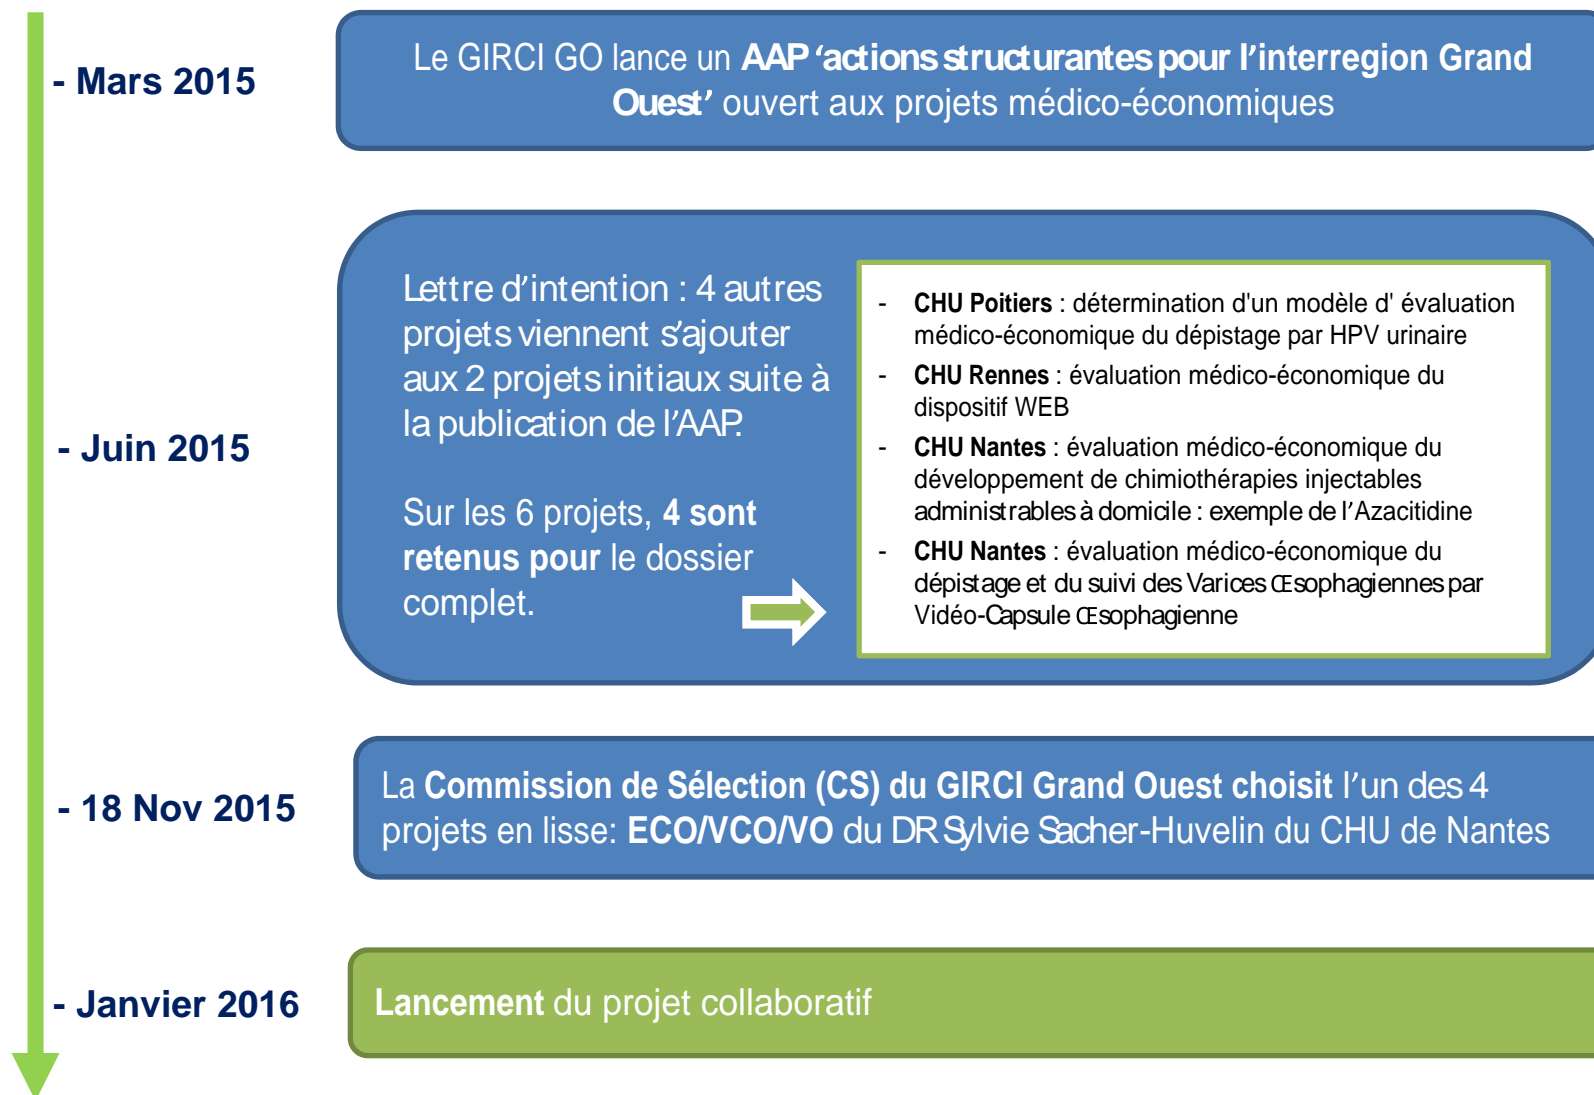 - Mars 2015
Le GIRCI GO lance un AAP ‘actions structurantes pour l’interregion Grand
Ouest’ ouvert aux projets médico-économiques
- Juin 2015
Lettre d’intention : 4 autres
projets viennent s’ajouter
aux 2 projets initiaux suite à
la publication de l’AAP.
Sur les 6 projets, 4 sont
retenus pour le dossier
complet.
- CHU Poitiers : détermination d'un modèle d' évaluation
médico-économique du dépistage par HPV urinaire
- CHU Rennes : évaluation médico-économique du
dispositif WEB
- CHU Nantes : évaluation médico-économique du
développement de chimiothérapies injectables
administrables à domicile : exemple de l’Azacitidine
- CHU Nantes : évaluation médico-économique du
dépistage et du suivi des Varices Œsophagiennes par
Vidéo-Capsule Œsophagienne
- 18 Nov 2015
La Commission de Sélection (CS) du GIRCI Grand Ouest choisit l’un des 4
projets en lisse: ECO/VCO/VO du DR Sylvie Sacher-Huvelin du CHU de Nantes
- Janvier 2016
Lancement du projet collaboratif